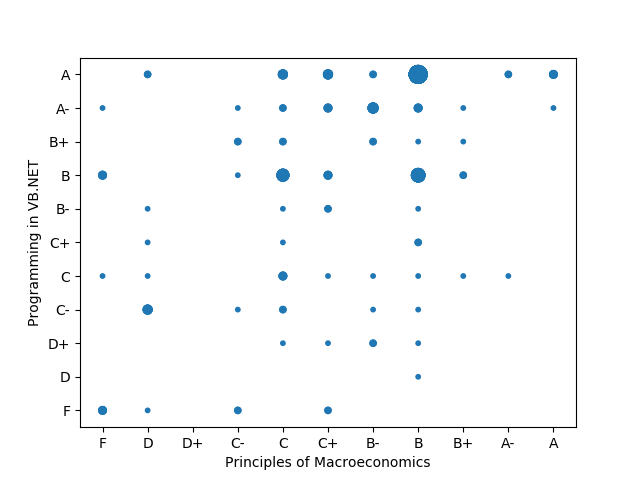 A
A-
B+
B
B-
C+
C
C-
D+
D
F
Programming in VB.NET
F D D+ C- C C+ B- B B+ A- A
Principles of Macroeconomics